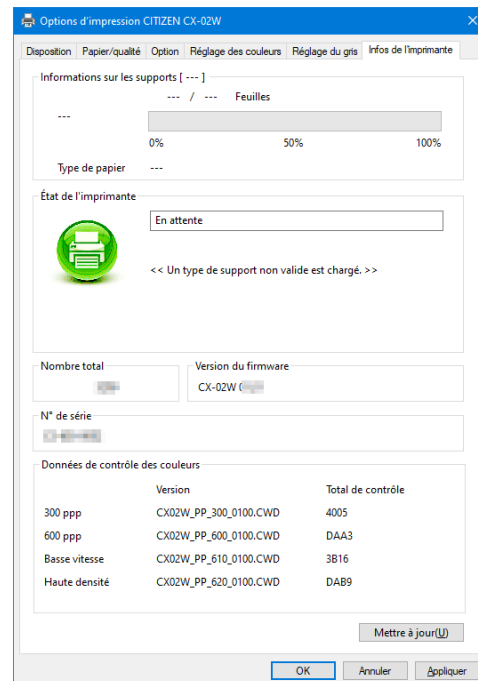 Options d'impression CITIZEN CX-02W
Disposition Papier/qualité Option Réglage des couleurs Réglage du gris Infos de l'imprimante
Informations sur les supports [ --- ]
--- / --- Feuilles
---
0% 50% 100%
Type de papier ---
État de l'imprimante
En attente
<< Un type de support non valide est chargé. >>
Nombre total Version du firmware
CX-02W
N° de série
Données de contrôle des couleurs
Version Total de contrôle
300 ppp CX02W_PP_300_0100.CWD 4005
600 ppp CX02W_PP_600_0100.CWD DAA3
Basse vitesse CX02W_PP_610_0100.CWD 3B16
Haute densité CX02W_PP_620_0100.CWD DAB9
Mettre à jour(U)
OK Annuler Appliquer